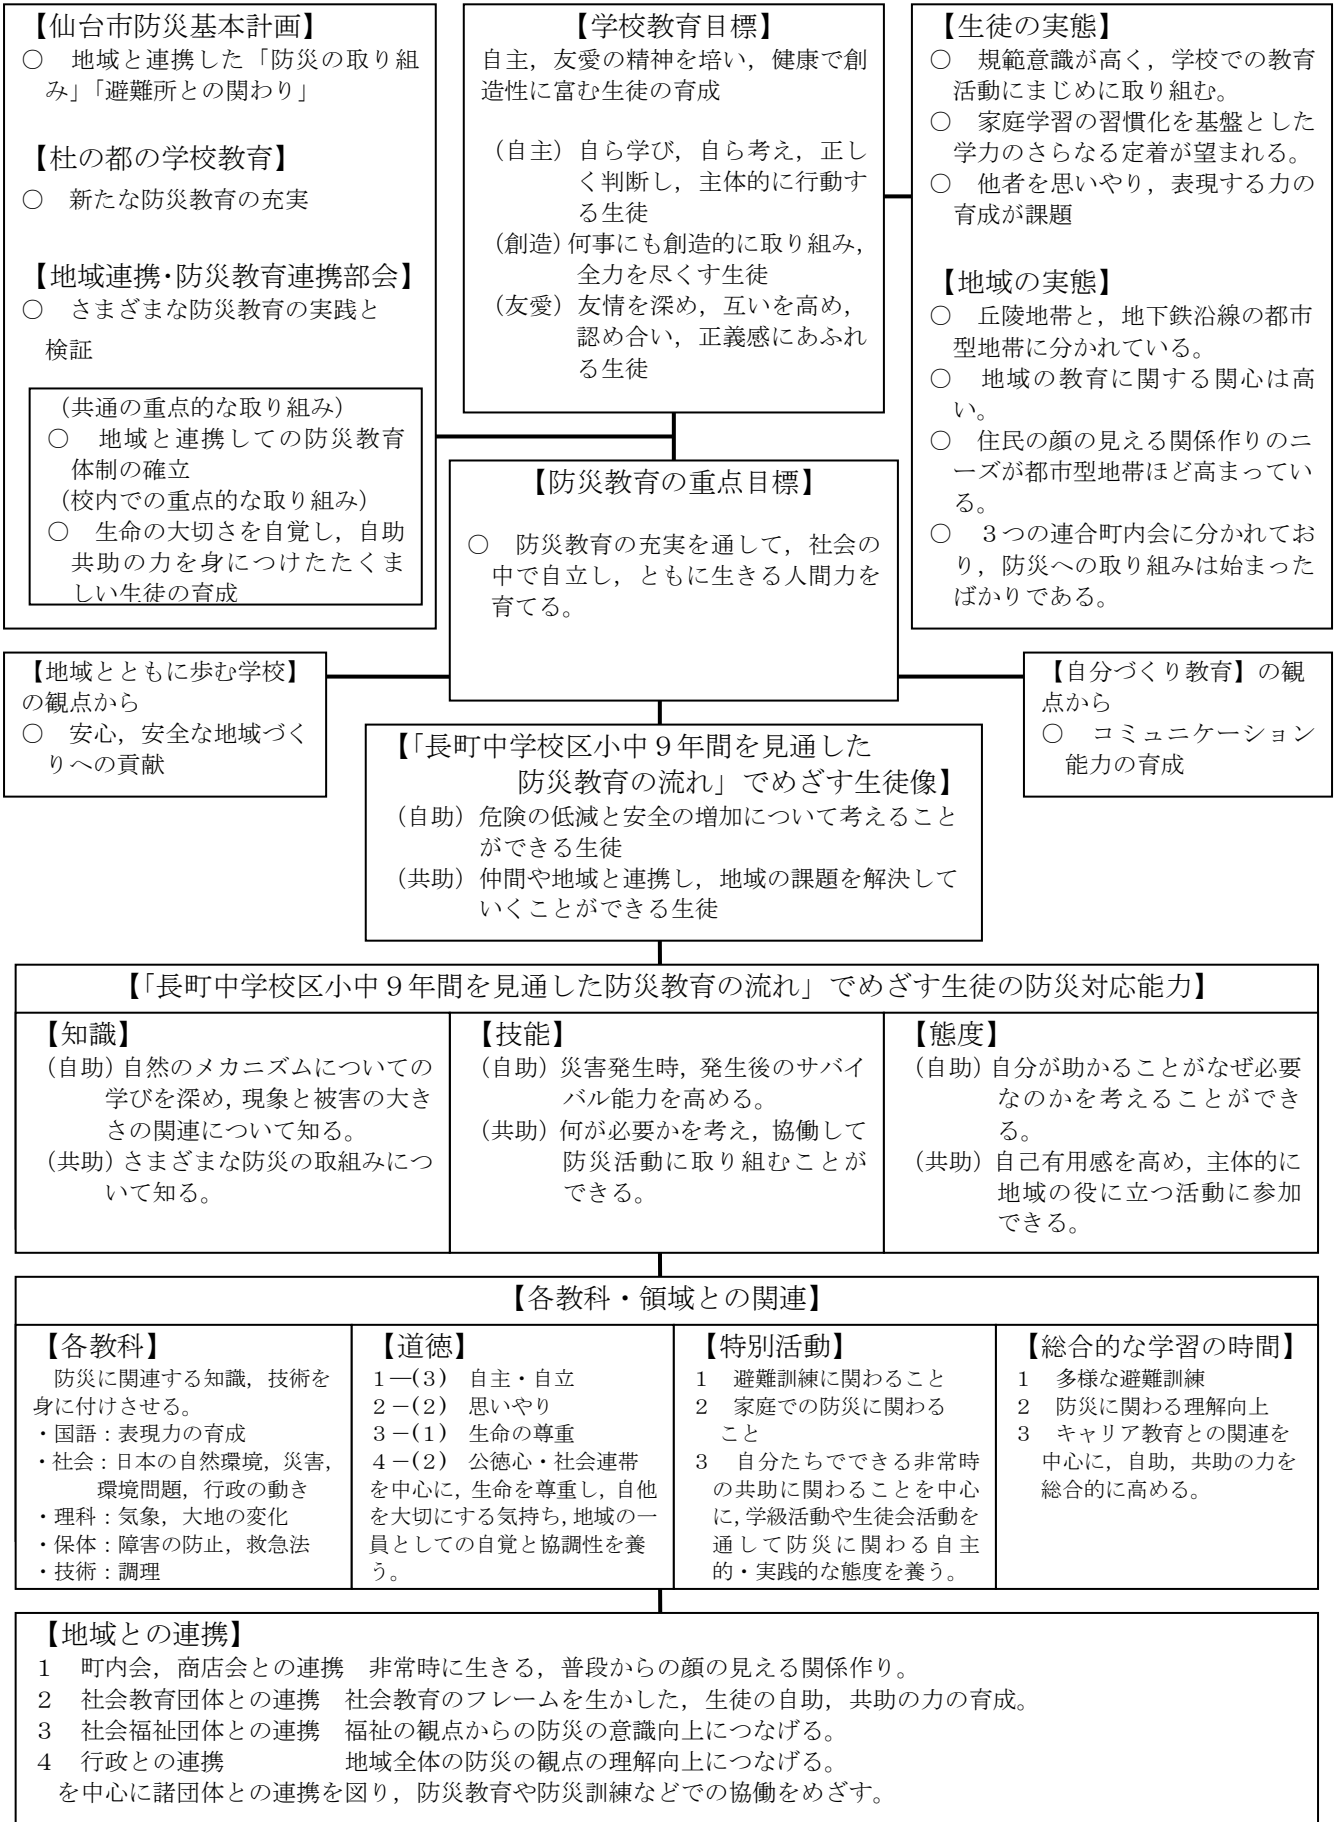 【仙台市防災基本計画】
○　地域と連携した「防災の取り組
み」「避難所との関わり」
【杜の都の学校教育】
○　新たな防災教育の充実
【地域連携・防災教育連携部会】
○　さまざまな防災教育の実践と
検証
（共通の重点的な取り組み）
○　地域と連携しての防災教育
体制の確立
（校内での重点的な取り組み）
○　生命の大切さを自覚し，自助
共助の力を身につけたたくま
しい生徒の育成
【学校教育目標】
自主，友愛の精神を培い，健康で創
造性に富む生徒の育成
（自主）自ら学び，自ら考え，正し
く判断し，主体的に行動す
る生徒
（創造）何事にも創造的に取り組み，
全力を尽くす生徒
（友愛）友情を深め，互いを高め，
認め合い，正義感にあふれ
る生徒
【生徒の実態】
○　規範意識が高く，学校での教育
活動にまじめに取り組む。
○　家庭学習の習慣化を基盤とした
学力のさらなる定着が望まれる。
○　他者を思いやり，表現する力の
育成が課題
【地域の実態】
○　丘陵地帯と，地下鉄沿線の都市
型地帯に分かれている。
○　地域の教育に関する関心は高
い。
○　住民の顔の見える関係作りのニ
ーズが都市型地帯ほど高まってい
る。
○　３つの連合町内会に分かれてお
り，防災への取り組みは始まった
ばかりである。
【防災教育の重点目標】
○　防災教育の充実を通して，社会の
中で自立し，ともに生きる人間力を
育てる。
【地域とともに歩む学校】
の観点から
○　安心，安全な地域づく
りへの貢献
【自分づくり教育】の観
点から
○　コミュニケーション
能力の育成
【「長町中学校区小中９年間を見通した
防災教育の流れ」でめざす生徒像】
（自助）危険の低減と安全の増加について考えること
ができる生徒
（共助）仲間や地域と連携し，地域の課題を解決して
いくことができる生徒
【「長町中学校区小中９年間を見通した防災教育の流れ」でめざす生徒の防災対応能力】
【知識】
（自助）自然のメカニズムについての
学びを深め，現象と被害の大き
さの関連について知る。
（共助）さまざまな防災の取組みにつ
いて知る。
【技能】
（自助）災害発生時，発生後のサバイ
バル能力を高める。
（共助）何が必要かを考え，協働して
防災活動に取り組むことが
できる。
【態度】
（自助）自分が助かることがなぜ必要
なのかを考えることができ
る。
（共助）自己有用感を高め，主体的に
地域の役に立つ活動に参加
できる。
【各教科・領域との関連】
【各教科】
防災に関連する知識，技術を
身に付けさせる。
・国語：表現力の育成
・社会：日本の自然環境，災害，
環境問題，行政の動き
・理科：気象，大地の変化
・保体：障害の防止，救急法
・技術：調理
【道徳】
１―(３)　自主・自立
２－(２)　思いやり
３－(１)　生命の尊重
４－(２)　公徳心・社会連帯
を中心に，生命を尊重し，自他
を大切にする気持ち，地域の一
員としての自覚と協調性を養
う。
【特別活動】
１　避難訓練に関わること
２　家庭での防災に関わる
こと
３　自分たちでできる非常時
の共助に関わることを中心
に，学級活動や生徒会活動を
通して防災に関わる自主
的・実践的な態度を養う。
【総合的な学習の時間】
１　多様な避難訓練
２　防災に関わる理解向上
３　キャリア教育との関連を
中心に，自助，共助の力を
総合的に高める。
【地域との連携】
１　町内会，商店会との連携　非常時に生きる，普段からの顔の見える関係作り。
２　社会教育団体との連携　社会教育のフレームを生かした，生徒の自助，共助の力の育成。
３　社会福祉団体との連携　福祉の観点からの防災の意識向上につなげる。
４　行政との連携　　　　　地域全体の防災の観点の理解向上につなげる。
を中心に諸団体との連携を図り，防災教育や防災訓練などでの協働をめざす。